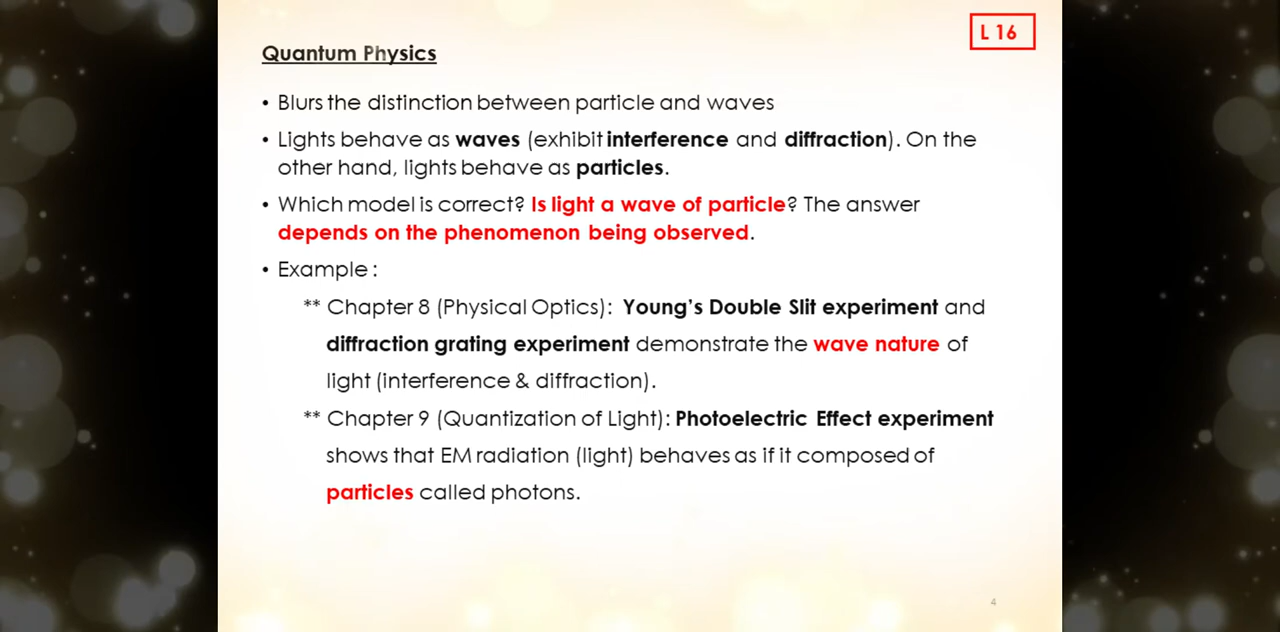 L 16
Quantum Physics
• Blurs the distinction between particle and waves
• Lights behave as waves (exhibit interference and diffraction). On the
other hand, lights behave as particles.
• Which model is correct? Is light a wave of particle? The answer
depends on the phenomenon being observed.
• Example :
** Chapter 8 (Physical Optics): Young's Double Slit experiment and
diffraction grating experiment demonstrate the wave nature of
light (interference & diffraction).
** Chapter 9 (Quantization of Light): Photoelectric Effect experiment
shows that EM radiation (light) behaves as if it composed of
particles called photons.
4